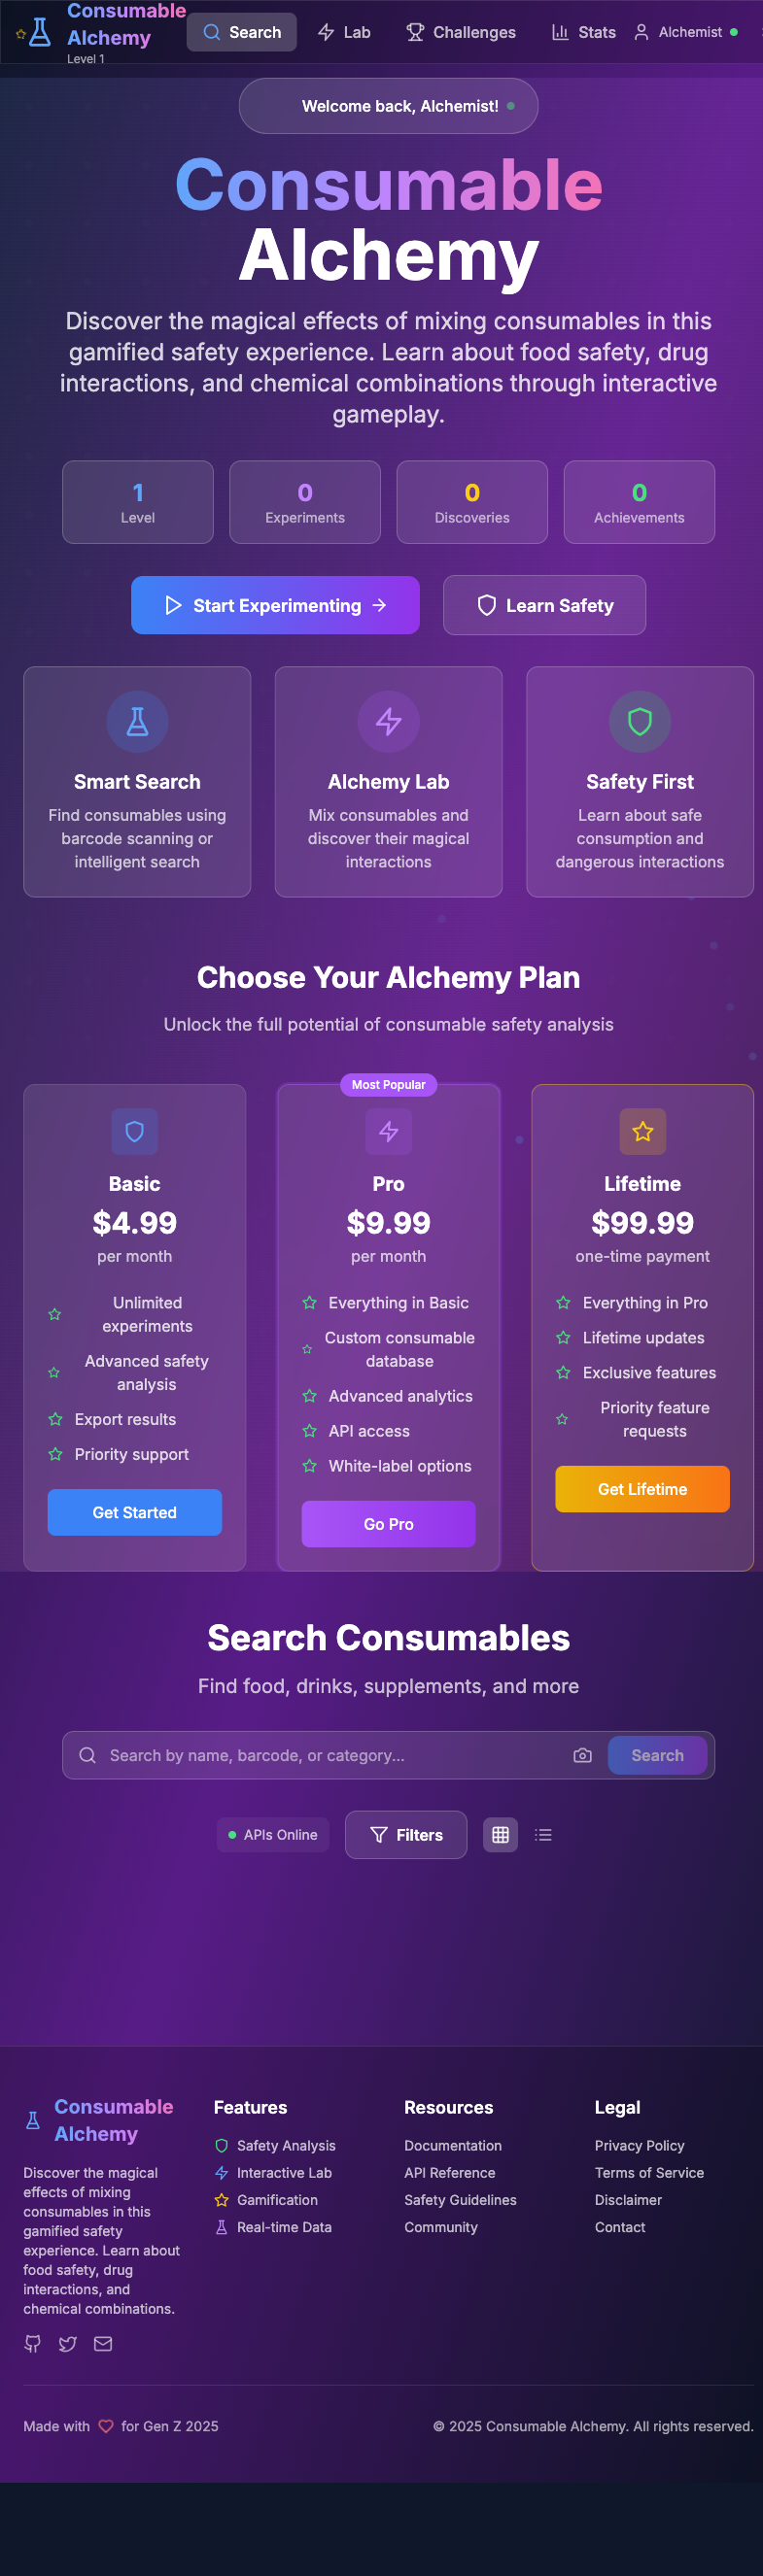 Consumable
Alchemy
Level 1
Search
Lab
Challenges
Stats
Alchemist
Welcome back, Alchemist!
Consumable
Alchemy
Discover the magical effects of mixing consumables in this
gamified safety experience. Learn about food safety, drug
interactions, and chemical combinations through interactive
gameplay.
1
Level
0
Experiments
0
Discoveries
0
Achievements
Start Experimenting
Learn Safety
Smart Search
Find consumables using
barcode scanning or
intelligent search
Alchemy Lab
Mix consumables and
discover their magical
interactions
Safety First
Learn about safe
consumption and
dangerous interactions
Choose Your Alchemy Plan
Unlock the full potential of consumable safety analysis
Basic
$4.99
per month
Unlimited
experiments
Advanced safety
analysis
Export results
Priority support
Get Started
Most Popular
Pro
$9.99
per month
Everything in Basic
Custom consumable
database
Advanced analytics
API access
White-label options
Go Pro
Lifetime
$99.99
one-time payment
Everything in Pro
Lifetime updates
Exclusive features
Priority feature
requests
Get Lifetime
Search Consumables
Find food, drinks, supplements, and more
Search by name, barcode, or category...
Search
APIs Online
Filters
Consumable
Alchemy
Discover the magical
effects of mixing
consumables in this
gamified safety
experience. Learn about
food safety, drug
interactions, and
chemical combinations.
Features
Safety Analysis
Interactive Lab
Gamification
Real-time Data
Resources
Documentation
API Reference
Safety Guidelines
Community
Legal
Privacy Policy
Terms of Service
Disclaimer
Contact
Made with
for Gen Z 2025
© 2025 Consumable Alchemy. All rights reserved.